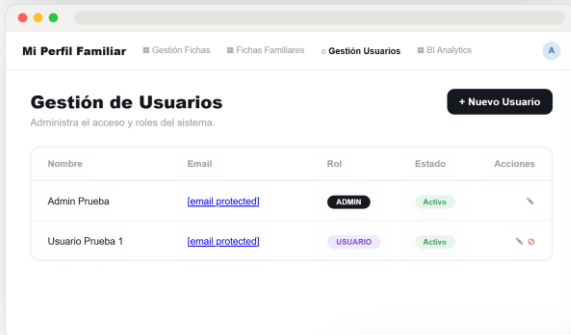 Mi Perfil Familiar Gestión Fichas Fichas Familiares Gestión Usuarios BI Analytics A
Gestión de Usuarios
+ Nuevo Usuario
Administra el acceso y roles del sistema.
Nombre Email Rol Estado Acciones
Admin Prueba [email protected] ADMIN Activo
Usuario Prueba 1 [email protected] USUARIO Activo